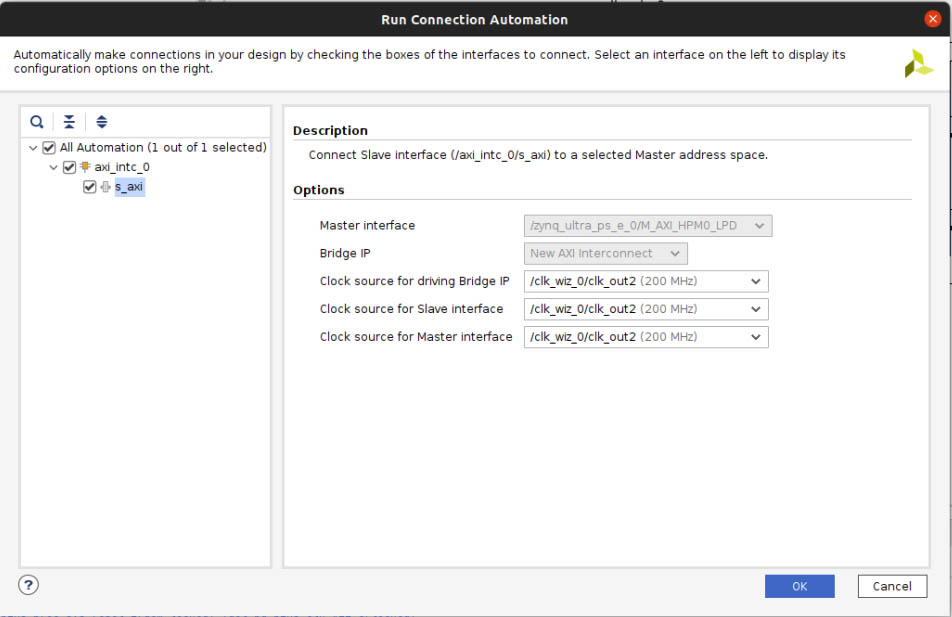 Run Connection Automation
Automatically make connections in your design by checking the boxes of the interfaces to connect. Select an interface on the left to display its
configuration options on the right.
All Automation (1 out of 1 selected)
axi_intc_0
s_axi
Description
Connect Slave interface (/axi_intc_0/s_axi) to a selected Master address space.
Options
Master interface /zynq_ultra_ps_e_0/M_AXI_HPM0_LPD
Bridge IP New AXI Interconnect
Clock source for driving Bridge IP /clk_wiz_0/clk_out2 (200 MHz)
Clock source for Slave interface /clk_wiz_0/clk_out2 (200 MHz)
Clock source for Master interface /clk_wiz_0/clk_out2 (200 MHz)
?
OK
Cancel